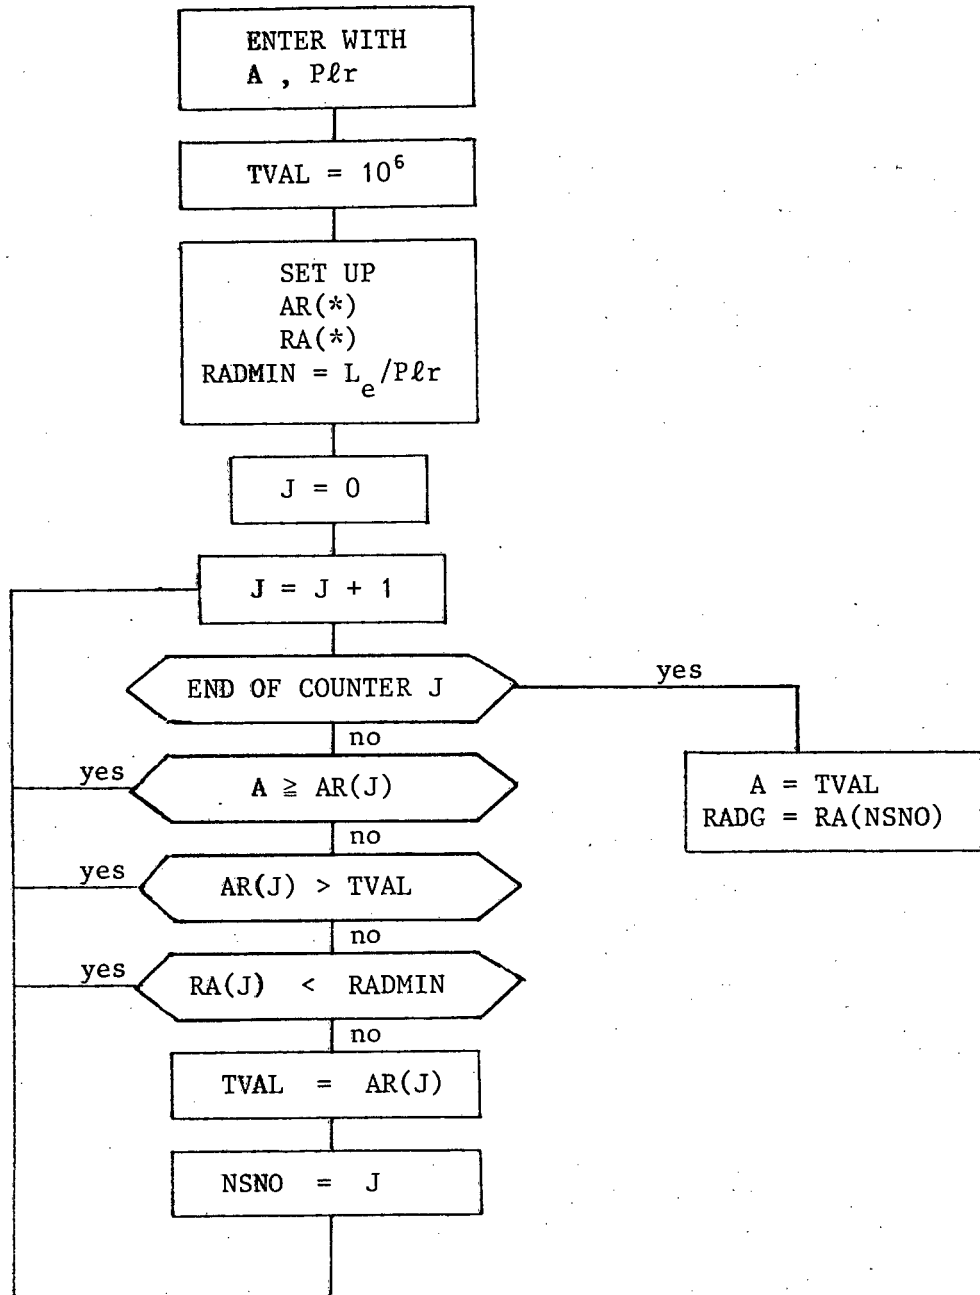 ENTER WITH
A , Pℓr
TVAL = 10⁶
SET UP
AR(*)
RA(*)
RADMIN = Lₑ/Pℓr
J = 0
J = J + 1
END OF COUNTER J
yes
no
A = TVAL
RADG = RA(NSNO)
yes
A ≧ AR(J)
no
yes
AR(J) > TVAL
no
yes
RA(J) < RADMIN
no
TVAL = AR(J)
NSNO = J